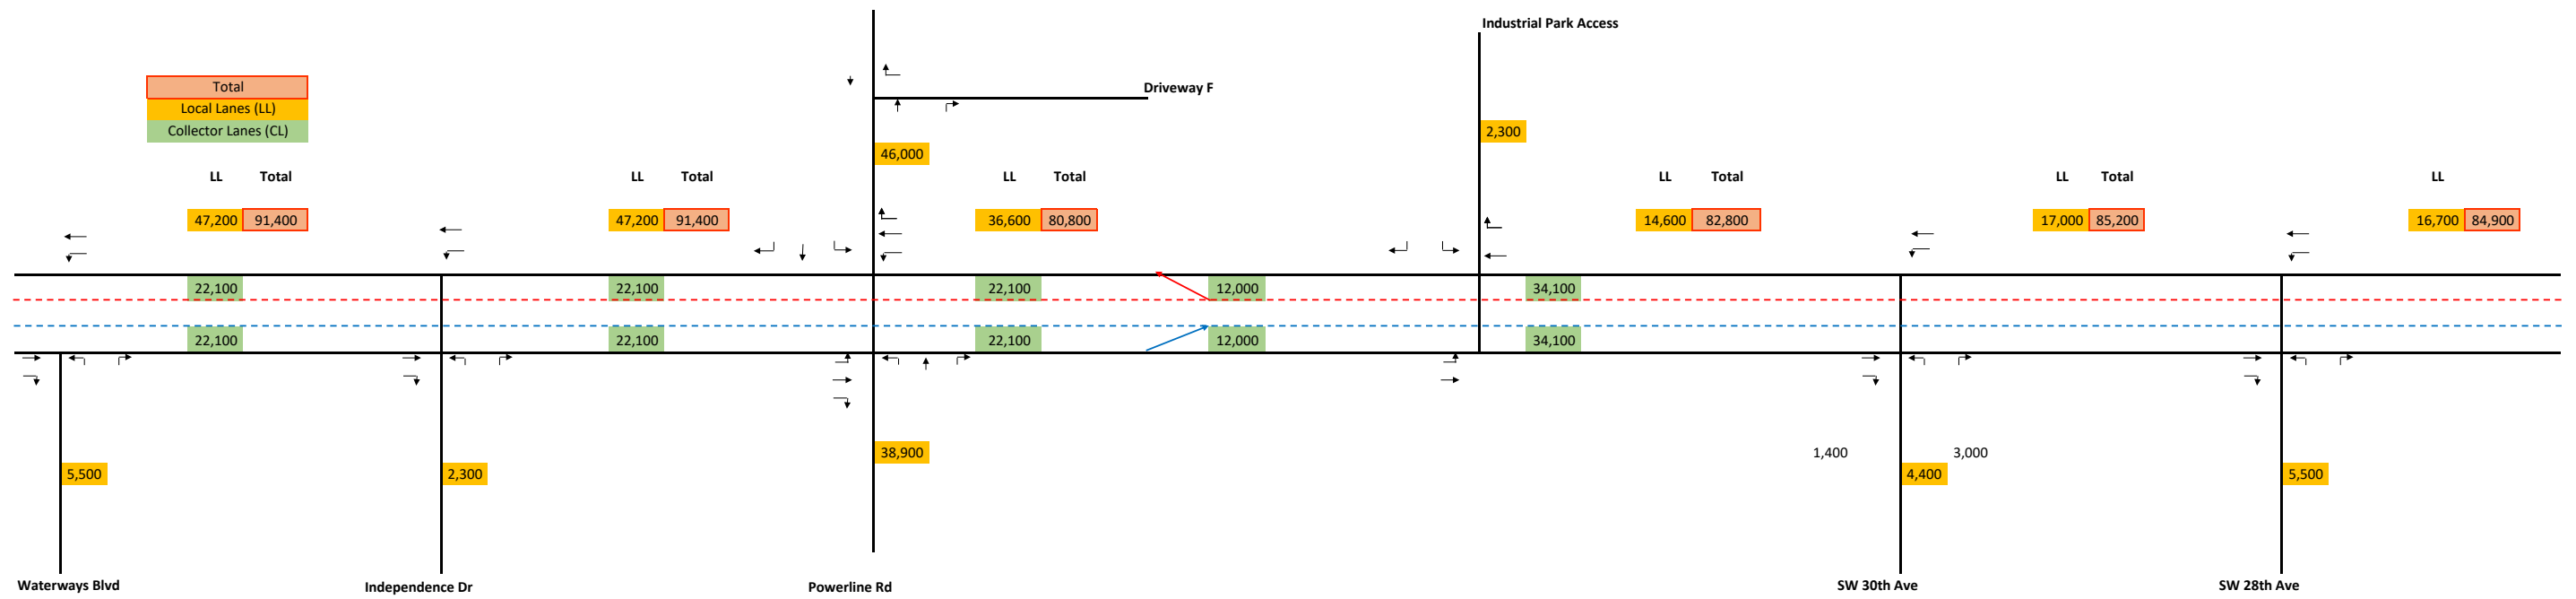 Industrial Park Access
Total
Local Lanes (LL)
Collector Lanes (CL)
Driveway F
2,300
46,000
LL Total
LL Total
LL Total
LL Total
LL Total
LL
47,200 91,400
47,200 91,400
36,600 80,800
14,600 82,800
17,000 85,200
16,700 84,900
22,100
22,100
22,100
12,000
34,100
22,100
22,100
22,100
12,000
34,100
38,900
1,400
3,000
5,500
2,300
4,400
5,500
Waterways Blvd
Independence Dr
Powerline Rd
SW 30th Ave
SW 28th Ave